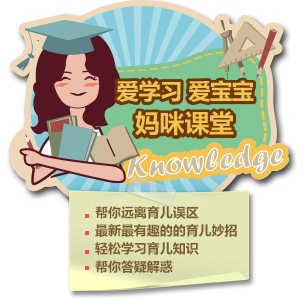 爱学习 爱宝宝
妈咪课堂
Knowledge
帮你远离育儿误区
最新最有趣的的育儿妙招
轻松学习育儿知识
帮你答疑解惑